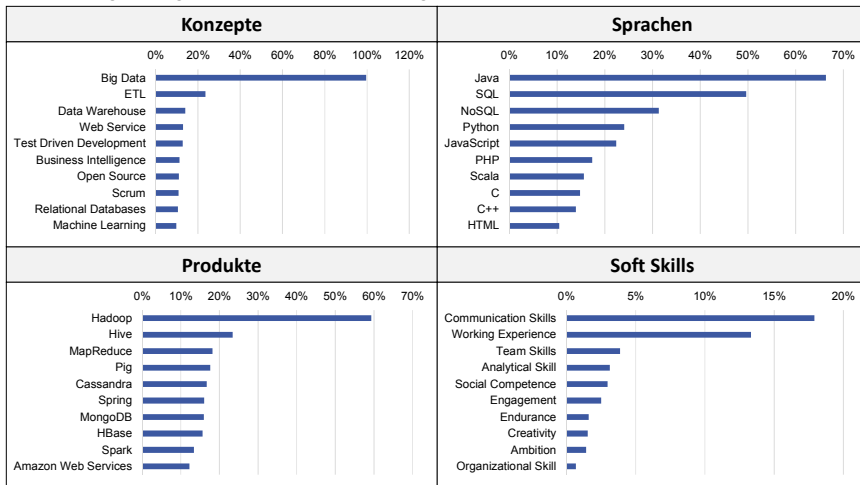 Konzepte
0% 20% 40% 60% 80% 100% 120%
Big Data
ETL
Data Warehouse
Web Service
Test Driven Development
Business Intelligence
Open Source
Scrum
Relational Databases
Machine Learning
Sprachen
0% 10% 20% 30% 40% 50% 60% 70%
Java
SQL
NoSQL
Python
JavaScript
PHP
Scala
C
C++
HTML
Produkte
0% 10% 20% 30% 40% 50% 60% 70%
Hadoop
Hive
MapReduce
Pig
Cassandra
Spring
MongoDB
HBase
Spark
Amazon Web Services
Soft Skills
0% 5% 10% 15% 20%
Communication Skills
Working Experience
Team Skills
Analytical Skill
Social Competence
Engagement
Endurance
Creativity
Ambition
Organizational Skill